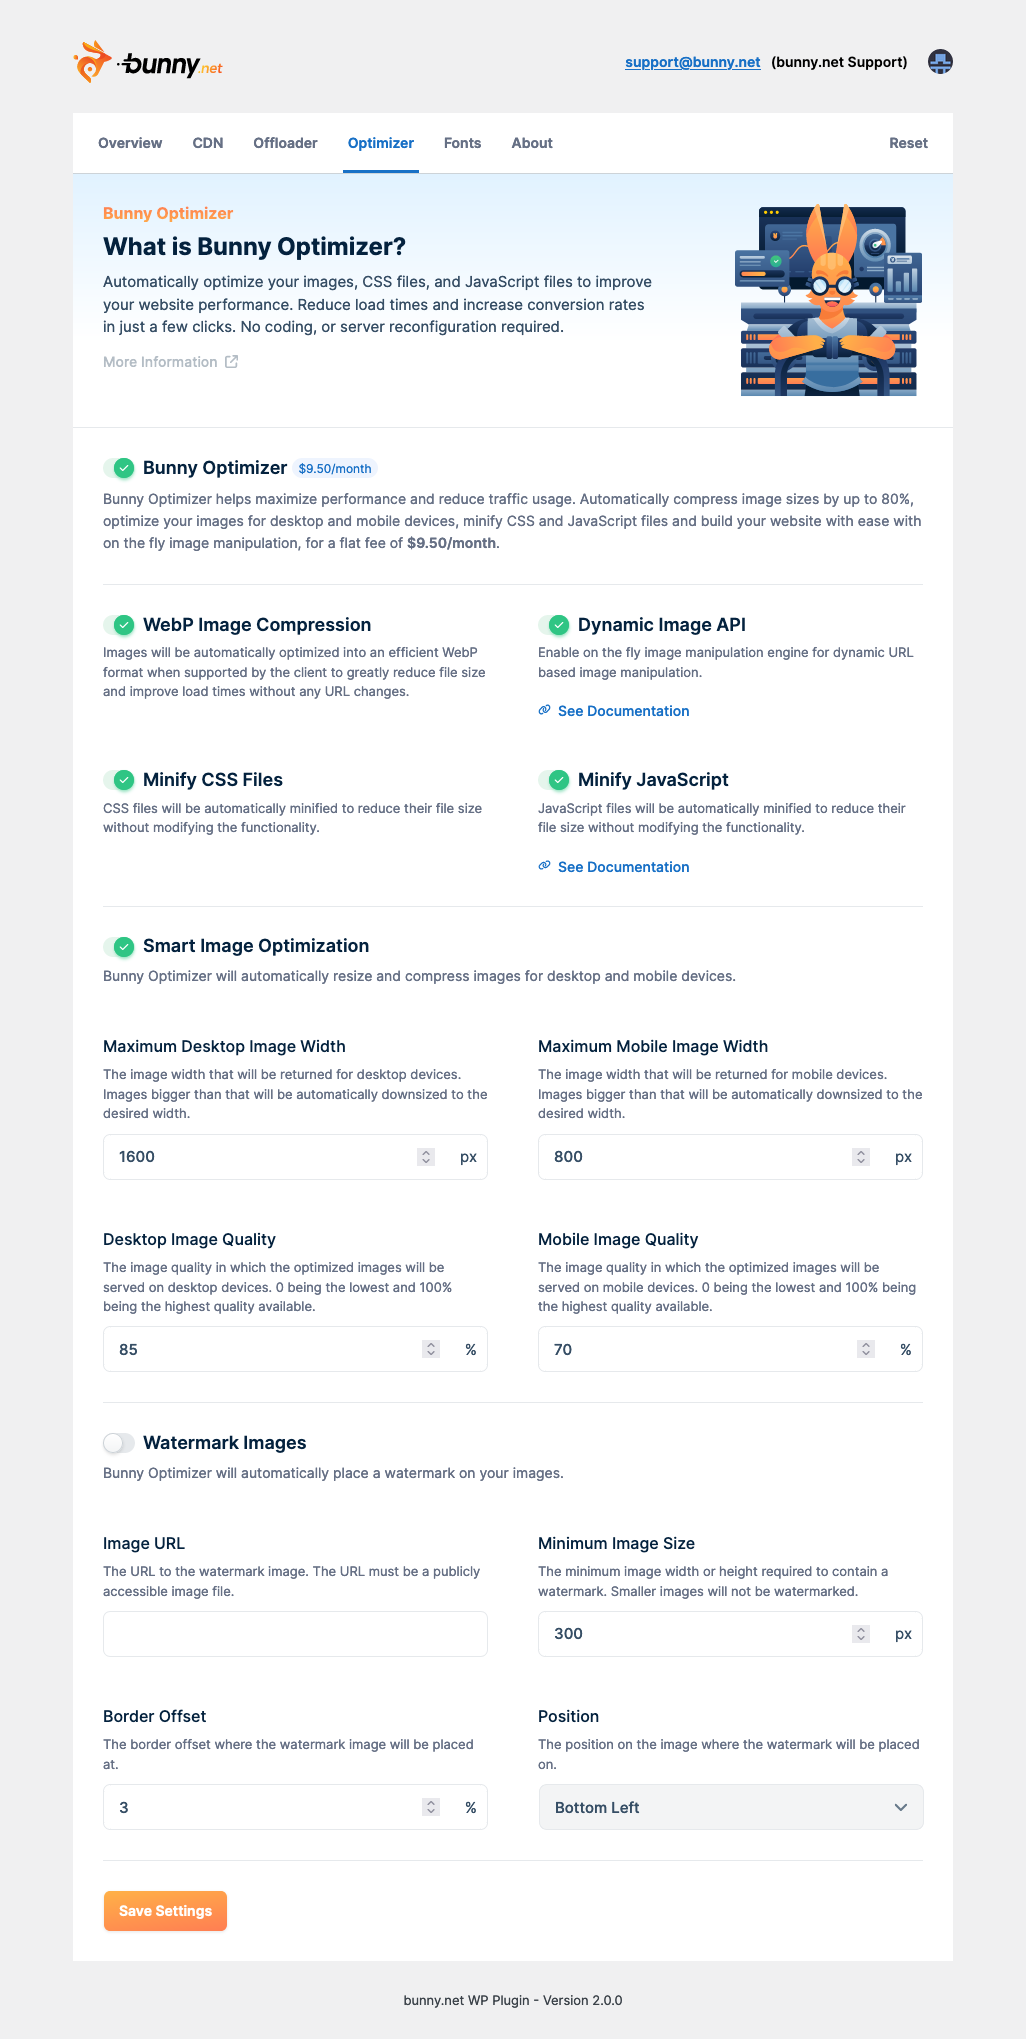 bunny.net
support@bunny.net (bunny.net Support)
Overview CDN Offloader Optimizer Fonts About Reset
Bunny Optimizer
What is Bunny Optimizer?
Automatically optimize your images, CSS files, and JavaScript files to improve
your website performance. Reduce load times and increase conversion rates
in just a few clicks. No coding, or server reconfiguration required.
More Information
Bunny Optimizer $9.50/month
Bunny Optimizer helps maximize performance and reduce traffic usage. Automatically compress image sizes by up to 80%,
optimize your images for desktop and mobile devices, minify CSS and JavaScript files and build your website with ease with
on the fly image manipulation, for a flat fee of $9.50/month.
WebP Image Compression
Images will be automatically optimized into an efficient WebP
format when supported by the client to greatly reduce file size
and improve load times without any URL changes.
Dynamic Image API
Enable on the fly image manipulation engine for dynamic URL
based image manipulation.
See Documentation
Minify CSS Files
CSS files will be automatically minified to reduce their file size
without modifying the functionality.
Minify JavaScript
JavaScript files will be automatically minified to reduce their
file size without modifying the functionality.
See Documentation
Smart Image Optimization
Bunny Optimizer will automatically resize and compress images for desktop and mobile devices.
Maximum Desktop Image Width
The image width that will be returned for desktop devices.
Images bigger than that will be automatically downsized to the
desired width.
1600 px
Maximum Mobile Image Width
The image width that will be returned for mobile devices.
Images bigger than that will be automatically downsized to the
desired width.
800 px
Desktop Image Quality
The image quality in which the optimized images will be
served on desktop devices. 0 being the lowest and 100%
being the highest quality available.
85 %
Mobile Image Quality
The image quality in which the optimized images will be
served on mobile devices. 0 being the lowest and 100% being
the highest quality available.
70 %
Watermark Images
Bunny Optimizer will automatically place a watermark on your images.
Image URL
The URL to the watermark image. The URL must be a publicly
accessible image file.
Minimum Image Size
The minimum image width or height required to contain a
watermark. Smaller images will not be watermarked.
300 px
Border Offset
The border offset where the watermark image will be placed
at.
3 %
Position
The position on the image where the watermark will be placed
on.
Bottom Left
Save Settings
bunny.net WP Plugin - Version 2.0.0